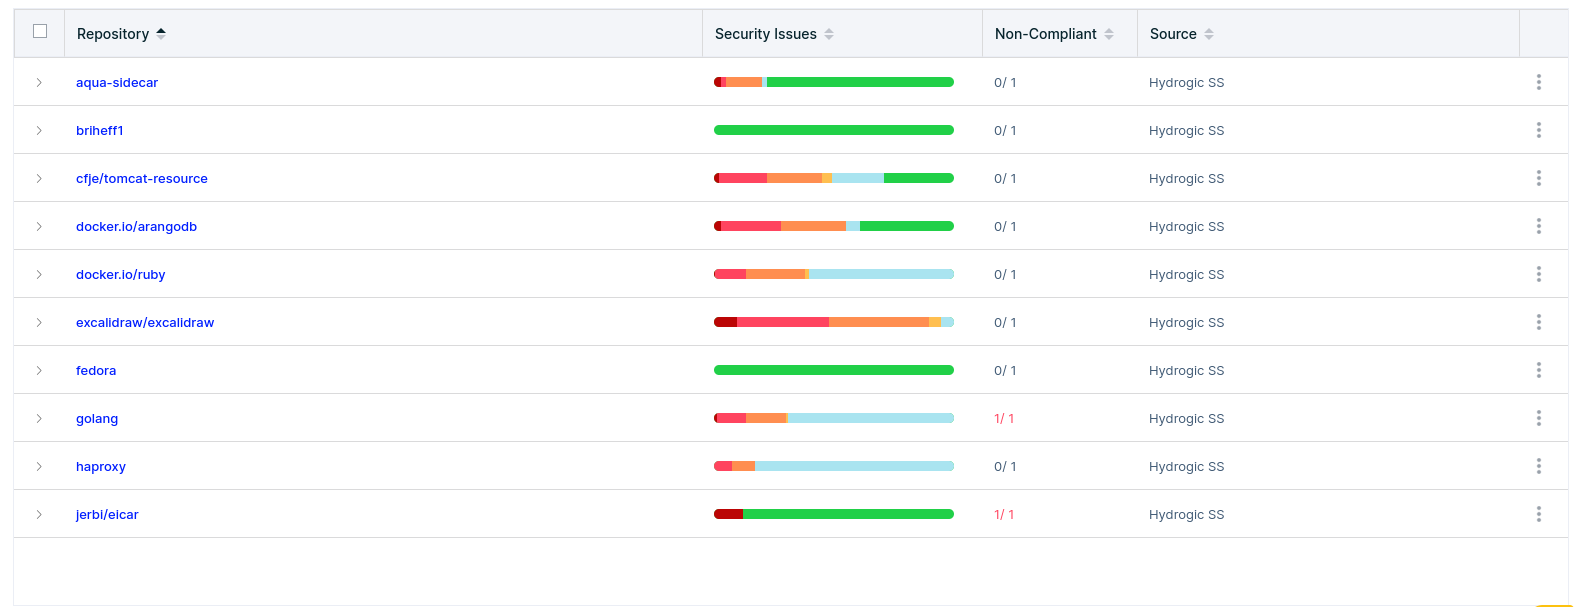 Repository Security Issues Non-Compliant Source
aqua-sidecar 0/ 1 Hydrogic SS
briheff1 0/ 1 Hydrogic SS
cfje/tomcat-resource 0/ 1 Hydrogic SS
docker.io/arangodb 0/ 1 Hydrogic SS
docker.io/ruby 0/ 1 Hydrogic SS
excalidraw/excalidraw 0/ 1 Hydrogic SS
fedora 0/ 1 Hydrogic SS
golang 1/ 1 Hydrogic SS
haproxy 0/ 1 Hydrogic SS
jerbi/eicar 1/ 1 Hydrogic SS